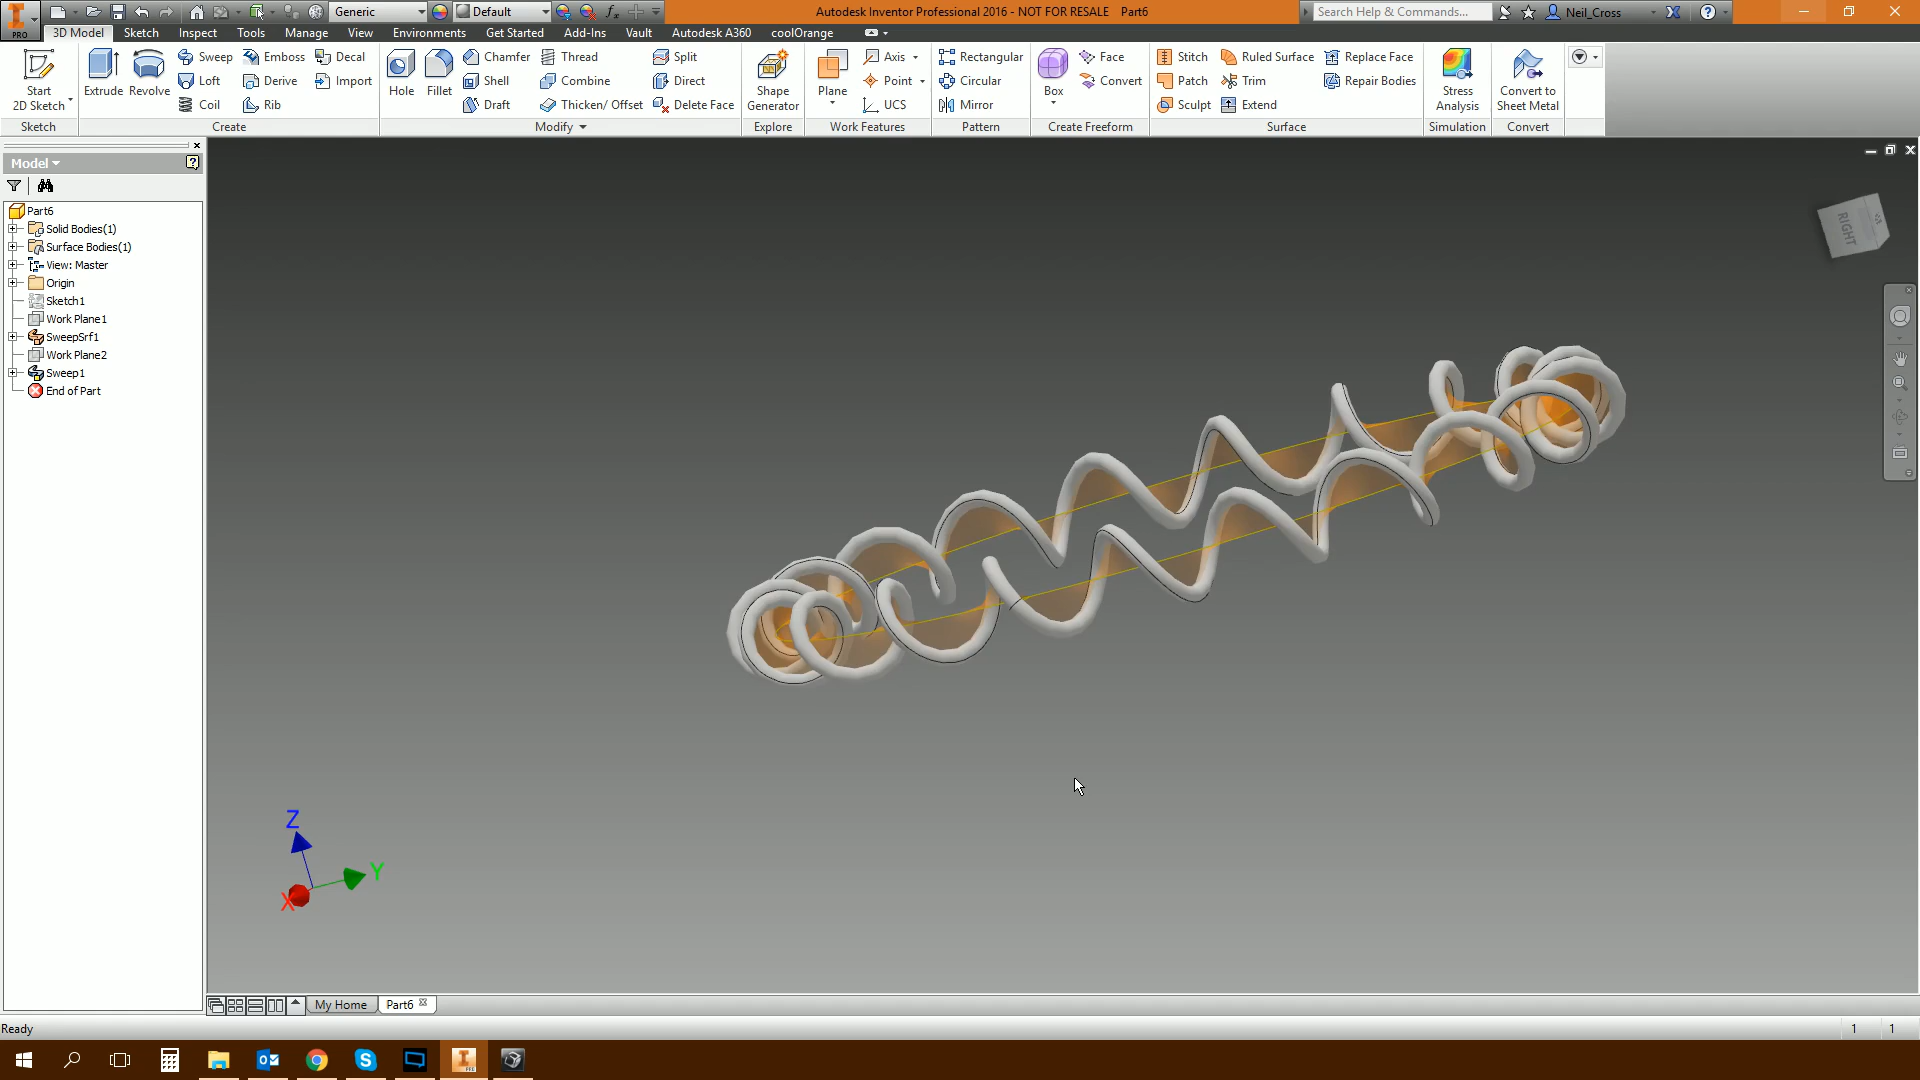 Generic
Default
Autodesk Inventor Professional 2016 - NOT FOR RESALE Part6
Search Help & Commands...
Neil_Cross
PRO
3D Model Sketch Inspect Tools Manage View Environments Get Started Add-Ins Vault Autodesk A360 coolOrange
Start
2D Sketch
Sketch
Extrude
Revolve
Sweep
Loft
Coil
Emboss
Derive
Rib
Decal
Import
Create
Hole
Fillet
Chamfer
Shell
Draft
Thread
Combine
Thicken/ Offset
Split
Direct
Delete Face
Modify
Shape
Generator
Explore
Plane
Axis
Point
UCS
Work Features
Rectangular
Circular
Mirror
Pattern
Box
Face
Convert
Create Freeform
Stitch
Patch
Sculpt
Ruled Surface
Trim
Extend
Replace Face
Repair Bodies
Surface
Stress
Analysis
Simulation
Convert to
Sheet Metal
Convert
Model
Part6
Solid Bodies(1)
Surface Bodies(1)
View: Master
Origin
Sketch1
Work Plane1
SweepSrf1
Work Plane2
Sweep1
End of Part
RIGHT
Z
Y
X
My Home
Part6
Ready
1 1